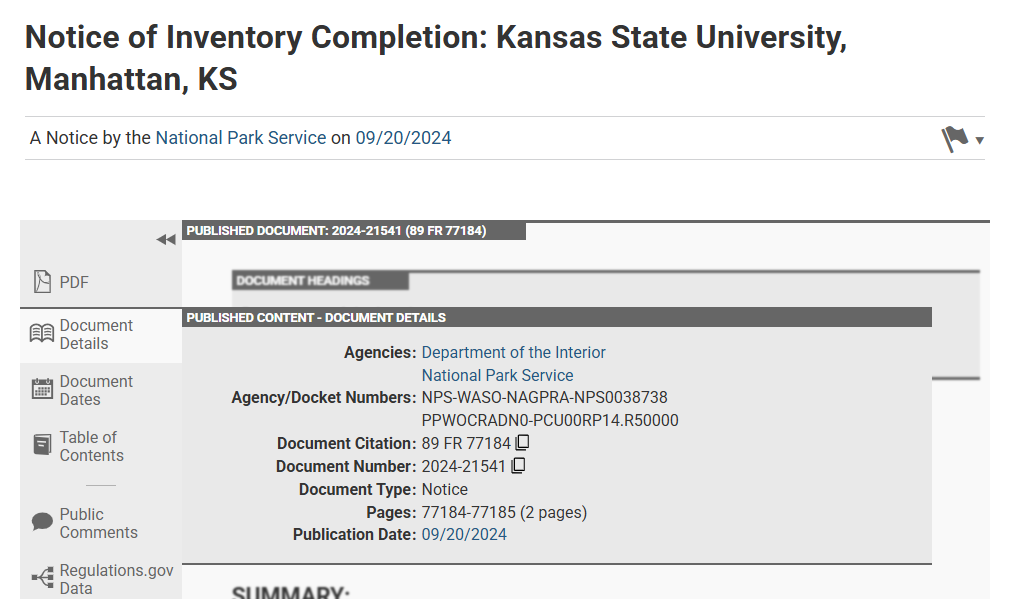 Notice of Inventory Completion: Kansas State University,
Manhattan, KS
A Notice by the National Park Service on 09/20/2024
PUBLISHED DOCUMENT: 2024-21541 (89 FR 77184)
PDF
DOCUMENT HEADINGS
Document
Details
PUBLISHED CONTENT - DOCUMENT DETAILS
Agencies: Department of the Interior
National Park Service
Agency/Docket Numbers: NPS-WASO-NAGPRA-NPS0038738
PPWOCRADN0-PCU00RP14.R50000
Document Citation: 89 FR 77184
Document Number: 2024-21541
Document Type: Notice
Pages: 77184-77185 (2 pages)
Publication Date: 09/20/2024
Document
Dates
Table of
Contents
Public
Comments
Regulations.gov
Data
SUMMARY: